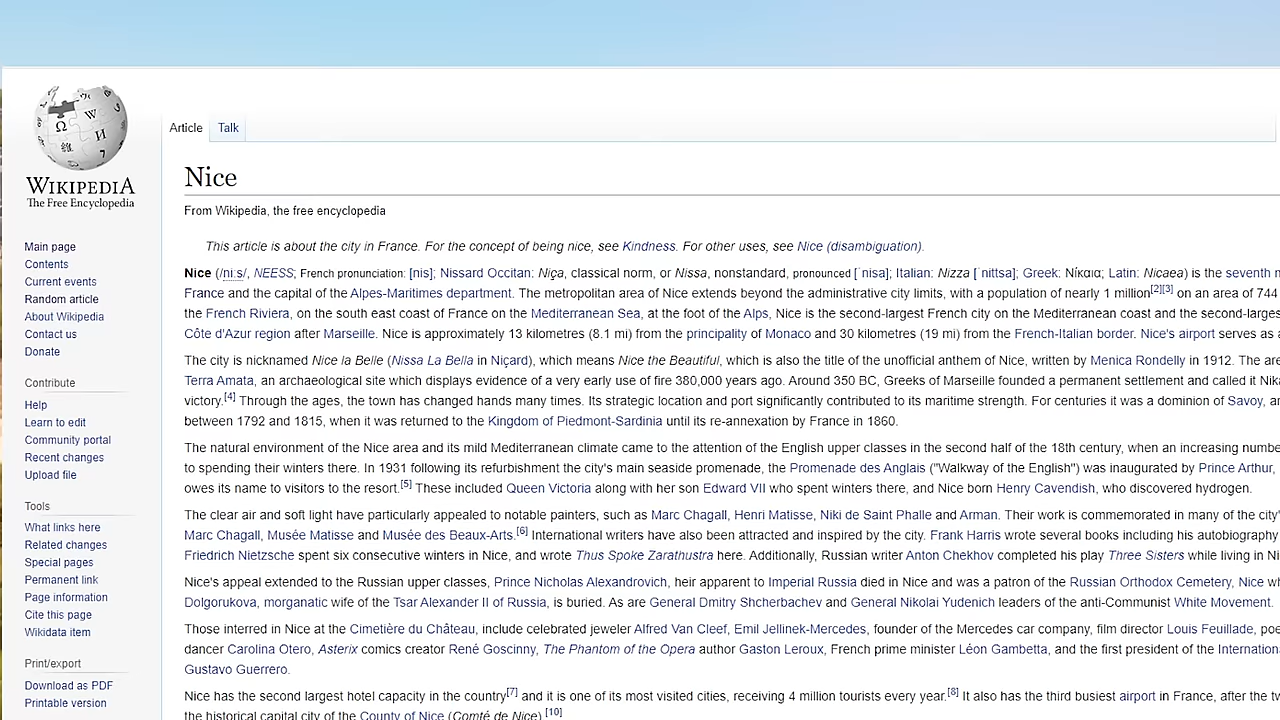 WIKIPEDIA
The Free Encyclopedia
Main page
Contents
Current events
Random article
About Wikipedia
Contact us
Donate
Contribute
Help
Learn to edit
Community portal
Recent changes
Upload file
Tools
What links here
Related changes
Special pages
Permanent link
Page information
Cite this page
Wikidata item
Print/export
Download as PDF
Printable version
Article Talk
Nice
From Wikipedia, the free encyclopedia
This article is about the city in France. For the concept of being nice, see Kindness. For other uses, see Nice (disambiguation).
Nice (/niːs/, NEESS; French pronunciation: [nis]; Nissard Occitan: Niça, classical norm, or Nissa, nonstandard, pronounced [ˈnisa]; Italian: Nizza [ˈnittsa]; Greek: Νίκαια; Latin: Nicaea) is the seventh
France and the capital of the Alpes-Maritimes department. The metropolitan area of Nice extends beyond the administrative city limits, with a population of nearly 1 million[2][3] on an area of 744
the French Riviera, on the south east coast of France on the Mediterranean Sea, at the foot of the Alps, Nice is the second-largest French city on the Mediterranean coast and the second-larges
Côte d'Azur region after Marseille. Nice is approximately 13 kilometres (8.1 mi) from the principality of Monaco and 30 kilometres (19 mi) from the French-Italian border. Nice's airport serves as
The city is nicknamed Nice la Belle (Nissa La Bella in Niçard), which means Nice the Beautiful, which is also the title of the unofficial anthem of Nice, written by Menica Rondelly in 1912. The are
Terra Amata, an archaeological site which displays evidence of a very early use of fire 380,000 years ago. Around 350 BC, Greeks of Marseille founded a permanent settlement and called it Nik
victory.[4] Through the ages, the town has changed hands many times. Its strategic location and port significantly contributed to its maritime strength. For centuries it was a dominion of Savoy,
between 1792 and 1815, when it was returned to the Kingdom of Piedmont-Sardinia until its re-annexation by France in 1860.
The natural environment of the Nice area and its mild Mediterranean climate came to the attention of the English upper classes in the second half of the 18th century, when an increasing numbe
to spending their winters there. In 1931 following its refurbishment the city's main seaside promenade, the Promenade des Anglais ("Walkway of the English") was inaugurated by Prince Arthur,
owes its name to visitors to the resort.[5] These included Queen Victoria along with her son Edward VII who spent winters there, and Nice born Henry Cavendish, who discovered hydrogen.
The clear air and soft light have particularly appealed to notable painters, such as Marc Chagall, Henri Matisse, Niki de Saint Phalle and Arman. Their work is commemorated in many of the city'
Marc Chagall, Musée Matisse and Musée des Beaux-Arts.[6] International writers have also been attracted and inspired by the city. Frank Harris wrote several books including his autobiography
Friedrich Nietzsche spent six consecutive winters in Nice, and wrote Thus Spoke Zarathustra here. Additionally, Russian writer Anton Chekhov completed his play Three Sisters while living in Ni
Nice's appeal extended to the Russian upper classes, Prince Nicholas Alexandrovich, heir apparent to Imperial Russia died in Nice and was a patron of the Russian Orthodox Cemetery, Nice
Dolgorukova, morganatic wife of the Tsar Alexander II of Russia, is buried. As are General Dmitry Shcherbachev and General Nikolai Yudenich leaders of the anti-Communist White Movement.
Those interred in Nice at the Cimetière du Château, include celebrated jeweler Alfred Van Cleef, Emil Jellinek-Mercedes, founder of the Mercedes car company, film director Louis Feuillade, poe
dancer Carolina Otero, Asterix comics creator René Goscinny, The Phantom of the Opera author Gaston Leroux, French prime minister Léon Gambetta, and the first president of the Internationa
Gustavo Guerrero.
Nice has the second largest hotel capacity in the country[7] and it is one of its most visited cities, receiving 4 million tourists every year.[8] It also has the third busiest airport in France, after the
the historical capital city of the County of Nice (Comté de Nice).[10]